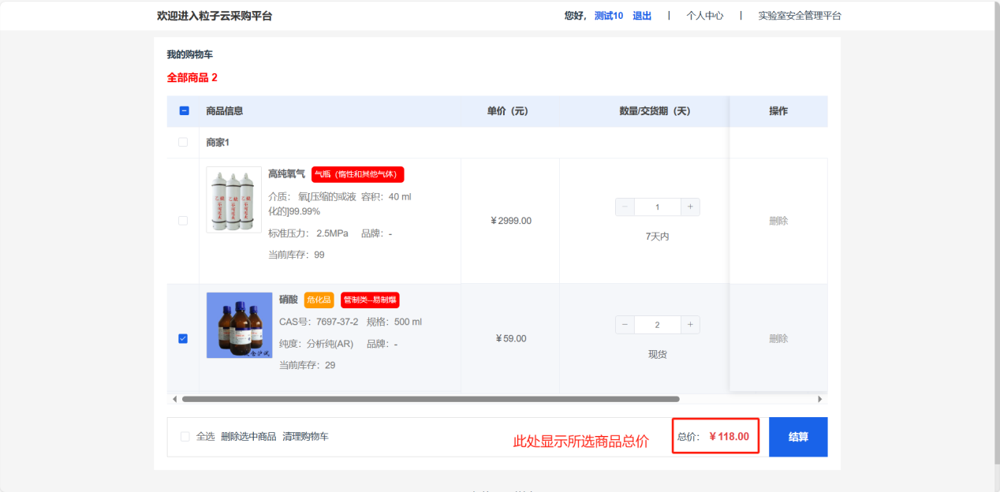 欢迎进入粒子云采购平台
您好，测试10 退出 | 个人中心 | 实验室安全管理平台
我的购物车
全部商品 2
商品信息 单价（元） 数量/交货期（天） 操作
商家1
高纯氧气 气瓶（惰性和其他气体）
介质： 氧[压缩的或液化的]99.99% 容积：40 ml
标准压力： 2.5MPa 品牌：-
当前库存：99
￥2999.00
− 1 +
7天内
删除
硝酸 危化品 管制类—易制爆
CAS号：7697-37-2 规格：500 ml
纯度：分析纯(AR) 品牌：-
当前库存：29
￥59.00
− 2 +
现货
删除
全选 删除选中商品 清理购物车
此处显示所选商品总价
总价：￥118.00
结算